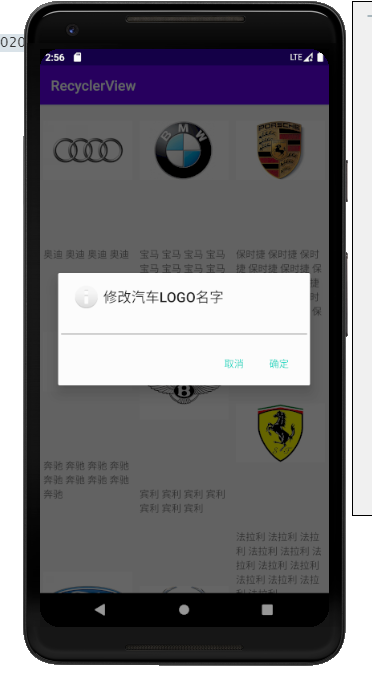 020
2:56
LTE
RecyclerView
BMW
PORSCHE
奥迪 奥迪 奥迪 奥迪
宝马 宝马 宝马 宝马
宝马 宝马 宝马 宝马
保时捷 保时捷 保时
捷 保时捷 保时捷 保
捷
时
保
修改汽车LOGO名字
取消
确定
奔驰 奔驰 奔驰 奔驰
奔驰 奔驰 奔驰 奔驰
奔驰
宾利 宾利 宾利 宾利
宾利 宾利 宾利
法拉利 法拉利 法拉
利 法拉利 法拉利 法
拉利 法拉利 法拉利
法拉利 法拉利 法拉
利 法拉利